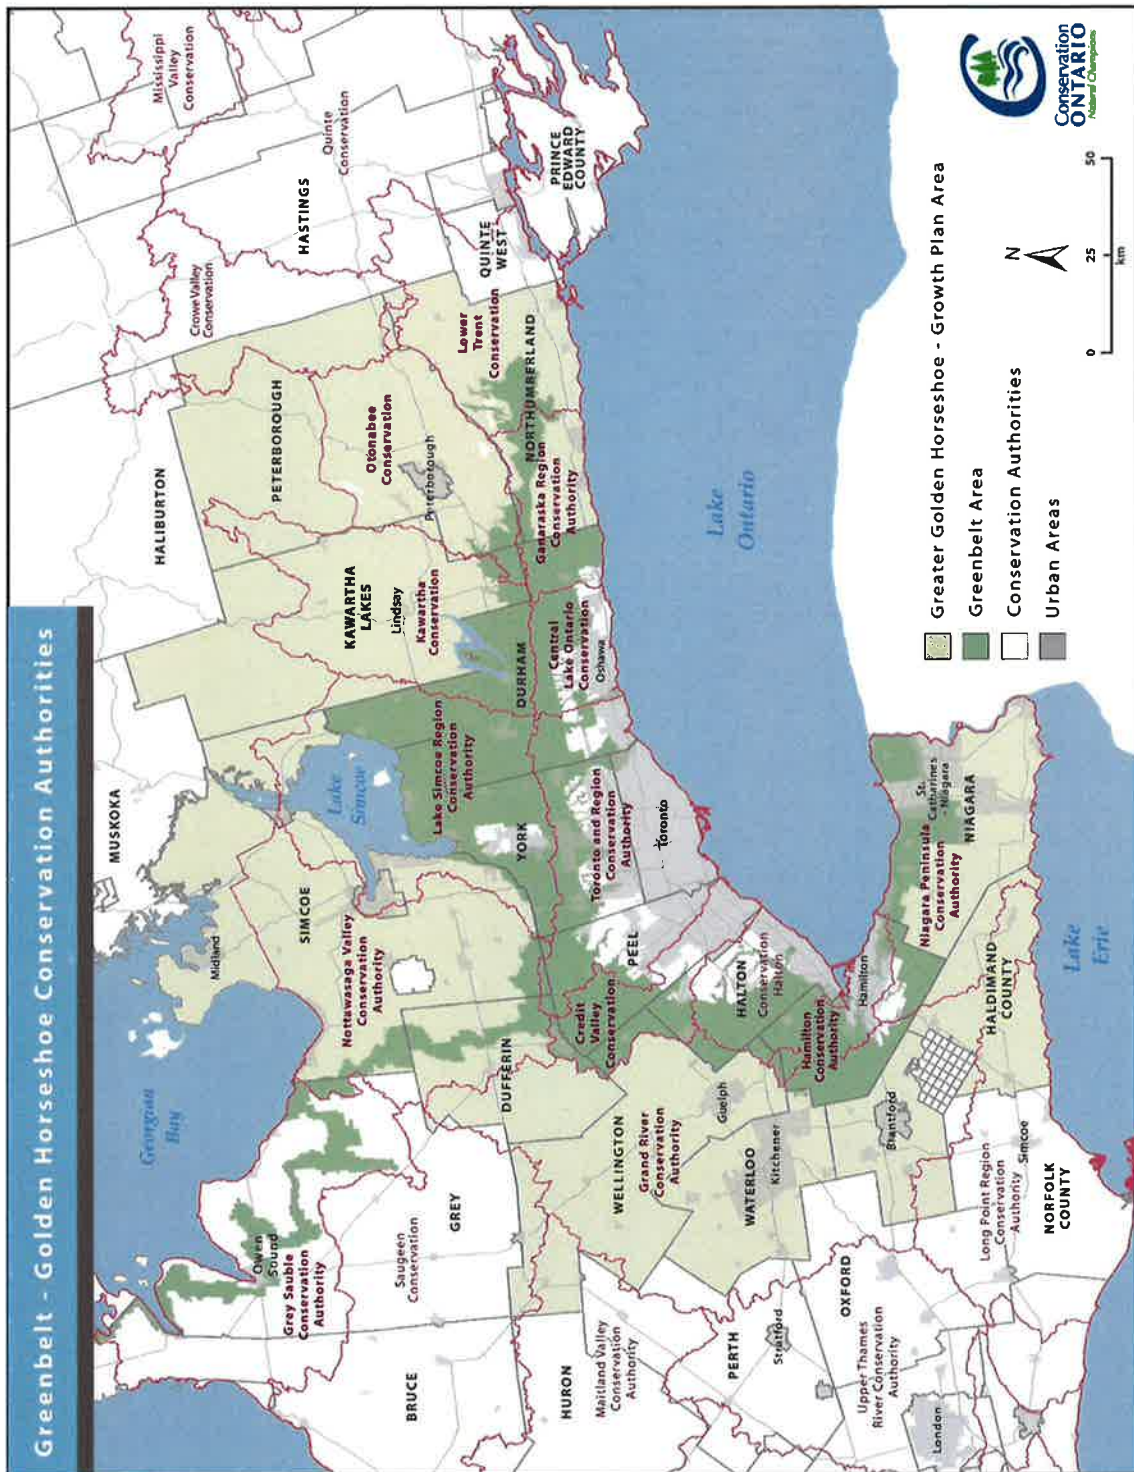 Greenbelt - Golden Horseshoe Conservation Authorities
Georgian
Bay
MUSKOKA
HALIBURTON
Mississippi
Valley
Conservation
Crowe Valley
Conservation
HASTINGS
Quinte
Conservation
Midland
SIMCOE
Lake
Simcoe
PETERBOROUGH
KAWARTHA
LAKES
Lindsay
Kawartha
Conservation
Otonabee
Conservation
Peterborough
Lower
Trent
Conservation
QUINTE
WEST
PRINCE
EDWARD
COUNTY
NORTHUMBERLAND
Ganaraska Region
Conservation
Authority
Owen
Sound
Grey Sauble
Conservation
Authority
Nottawasaga Valley
Conservation
Authority
Lake Simcoe Region
Conservation
Authority
DURHAM
Central
Lake Ontario
Conservation
Oshawa
Saugeen
Conservation
GREY
BRUCE
DUFFERIN
YORK
Toronto and Region
Conservation
Authority
Toronto
PEEL
Credit
Valley
Conservation
HURON
Maitland Valley
Conservation
Authority
WELLINGTON
Grand River
Conservation
Authority
Guelph
HALTON
Conservation
Halton
Lake
Ontario
PERTH
Stratford
WATERLOO
Kitchener
Hamilton
Conservation
Authority
Hamilton
OXFORD
Upper Thames
River Conservation
Authority
London
Brantford
Niagara Peninsula
Conservation
Authority
St.
Catharines
- Niagara
NIAGARA
HALDIMAND
COUNTY
Long Point Region
Conservation
Authority
Simcoe
NORFOLK
COUNTY
Lake
Erie
Greater Golden Horseshoe - Growth Plan Area
Greenbelt Area
Conservation Authorities
Urban Areas
N
0 25 50
km
Conservation
ONTARIO
Natural Champions